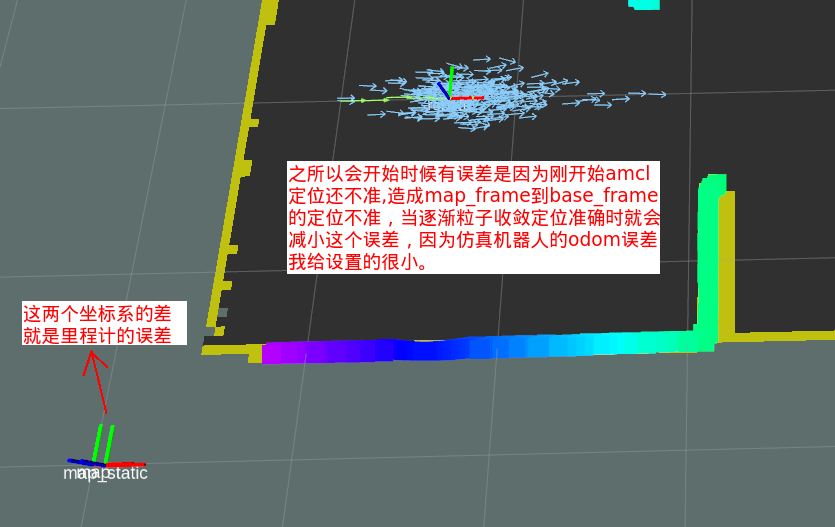 之所以会开始时候有误差是因为刚开始amcl
定位还不准,造成map_frame到base_frame
的定位不准，当逐渐粒子收敛定位准确时就会
减小这个误差，因为仿真机器人的odom误差
我给设置的很小。
这两个坐标系的差
就是里程计的误差
map
map_static